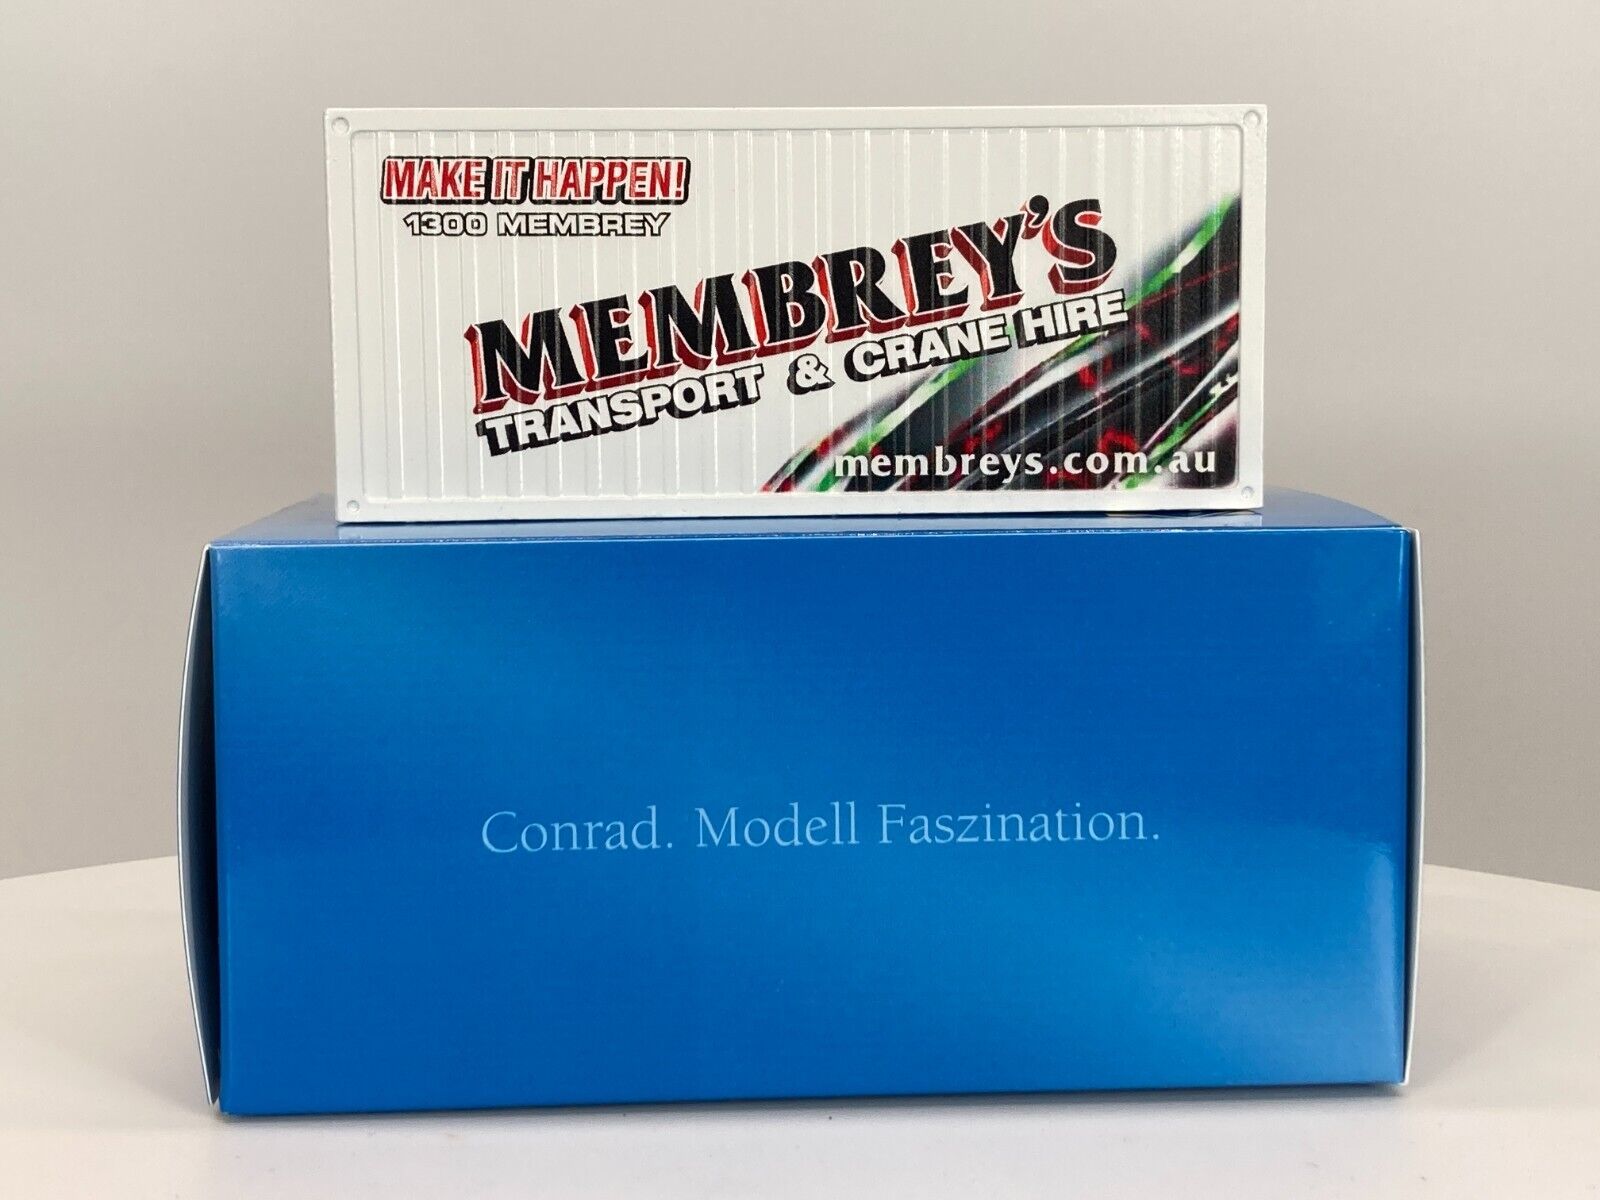 MAKE IT HAPPEN!
1300 MEMBREY
MEMBREY'S
TRANSPORT & CRANE HIRE
membreys.com.au
Conrad. Modell Faszination.